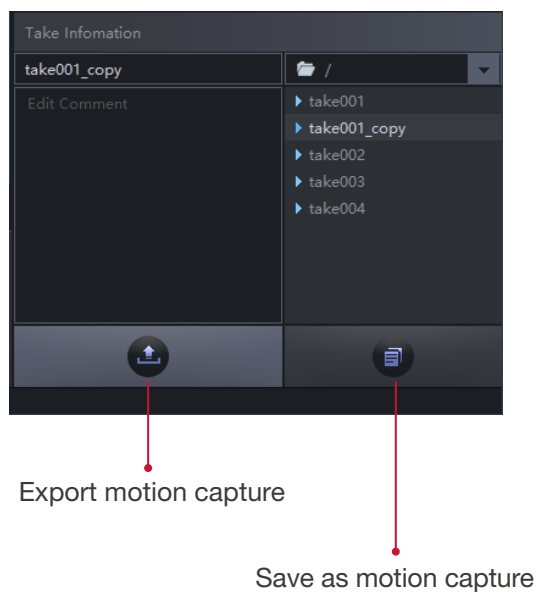 Take Infomation
take001_copy
/
Edit Comment
take001
take001_copy
take002
take003
take004
Export motion capture
Save as motion capture